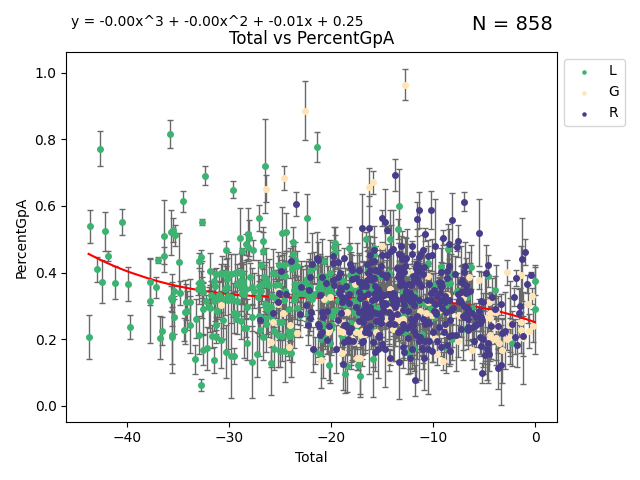 y = -0.00x^3 + -0.00x^2 + -0.01x + 0.25
N = 858
Total vs PercentGpA
L
G
R
PercentGpA
1.0
0.8
0.6
0.4
0.2
0.0
−40
−30
−20
−10
0
Total